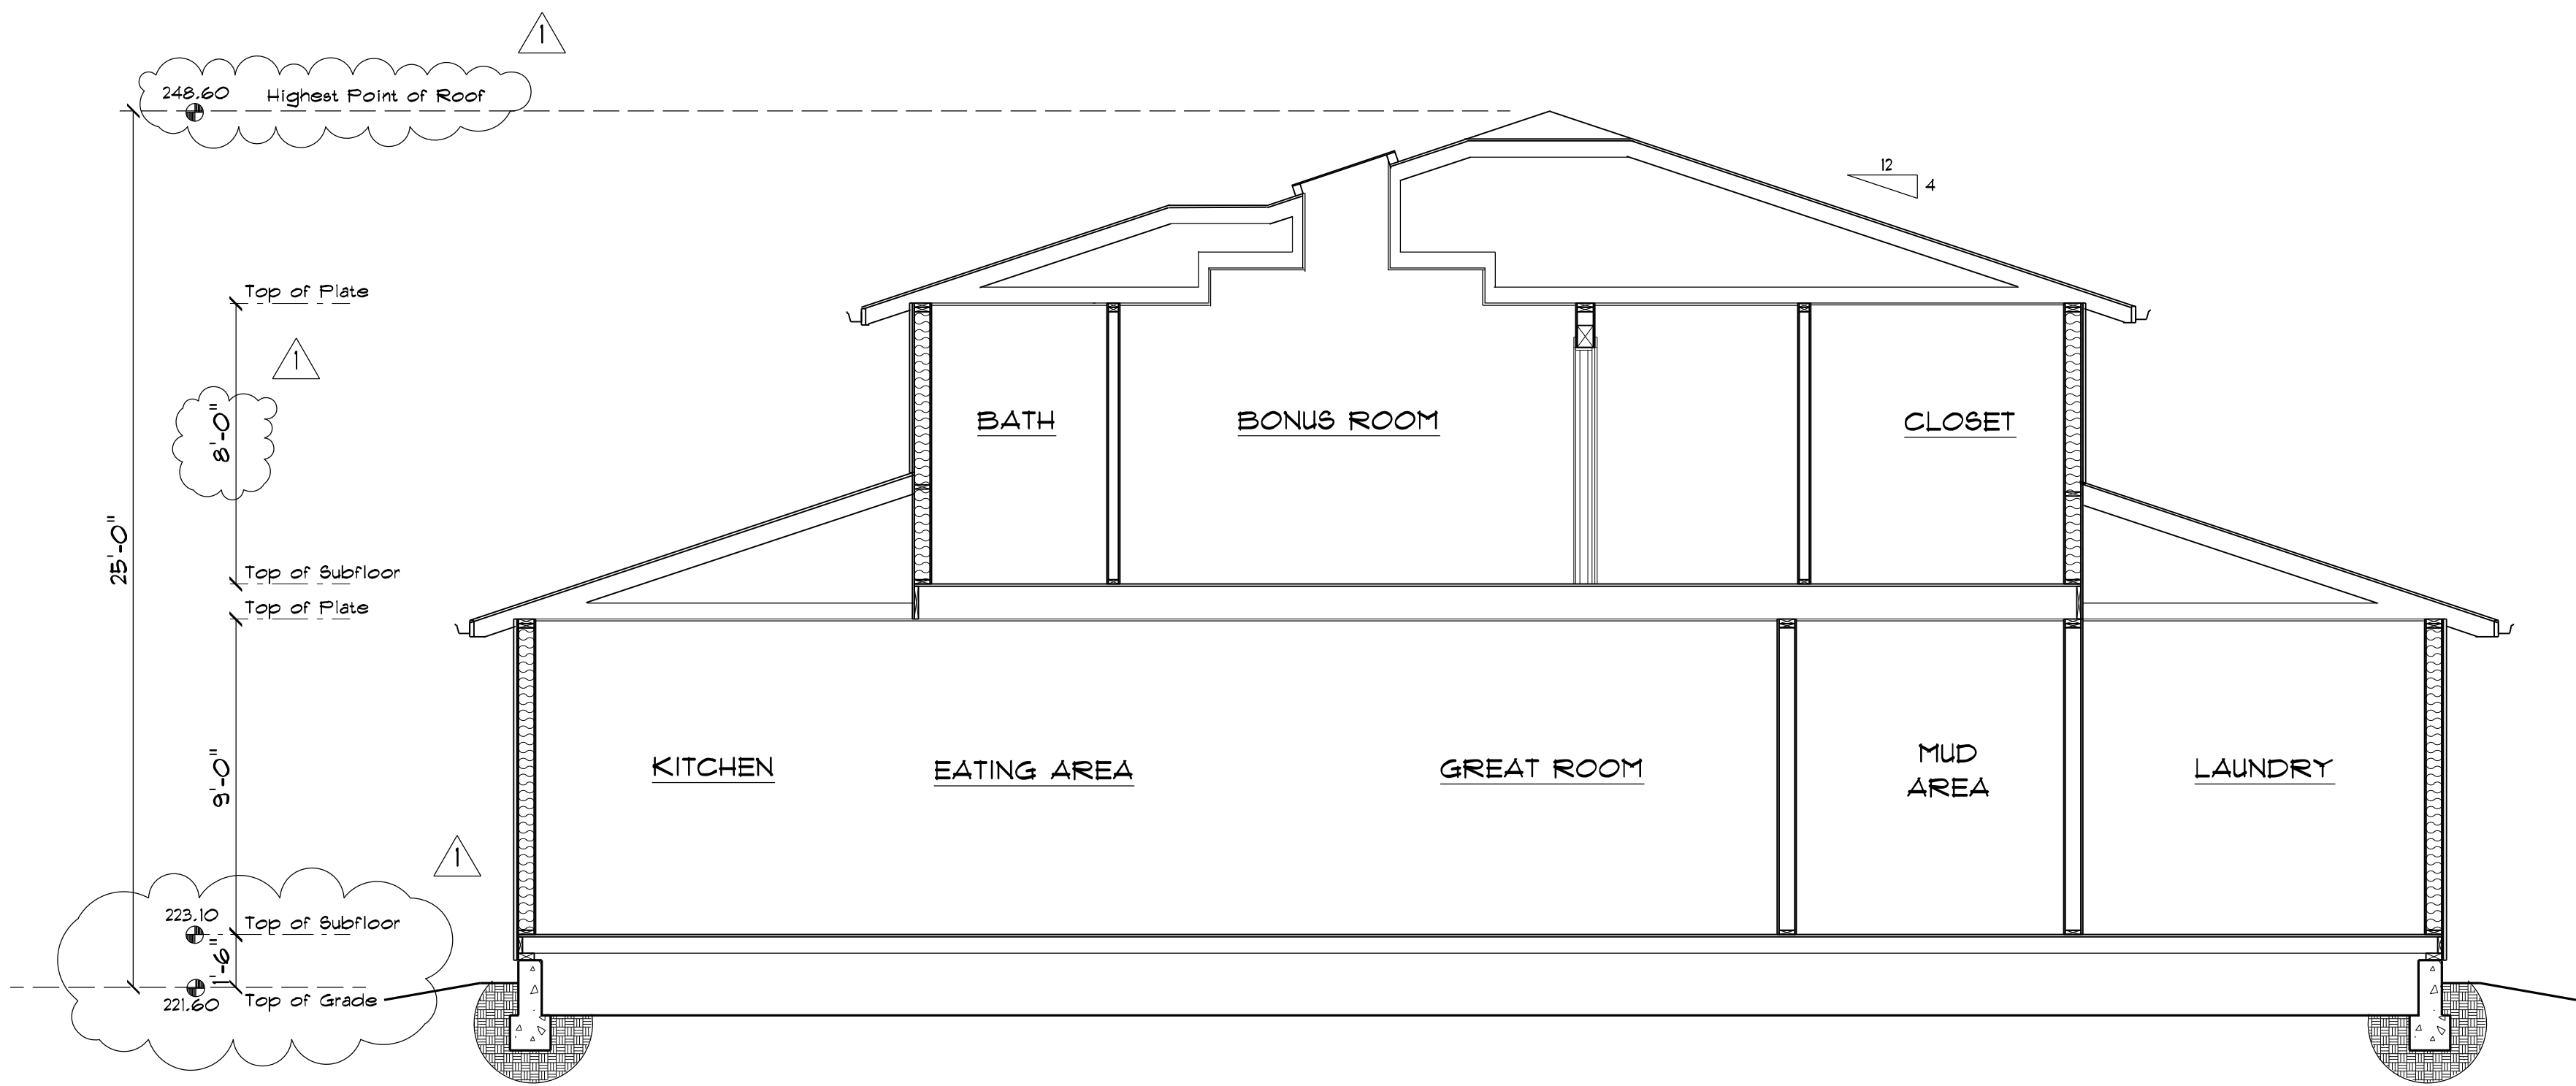 1
248.60 Highest Point of Roof
12
4
Top of Plate
1
8'-0"
BATH
BONUS ROOM
CLOSET
25'-0"
Top of Subfloor
Top of Plate
9'-0"
KITCHEN
EATING AREA
GREAT ROOM
MUD
AREA
LAUNDRY
1
223.10 Top of Subfloor
1'-6"
221.60 Top of Grade